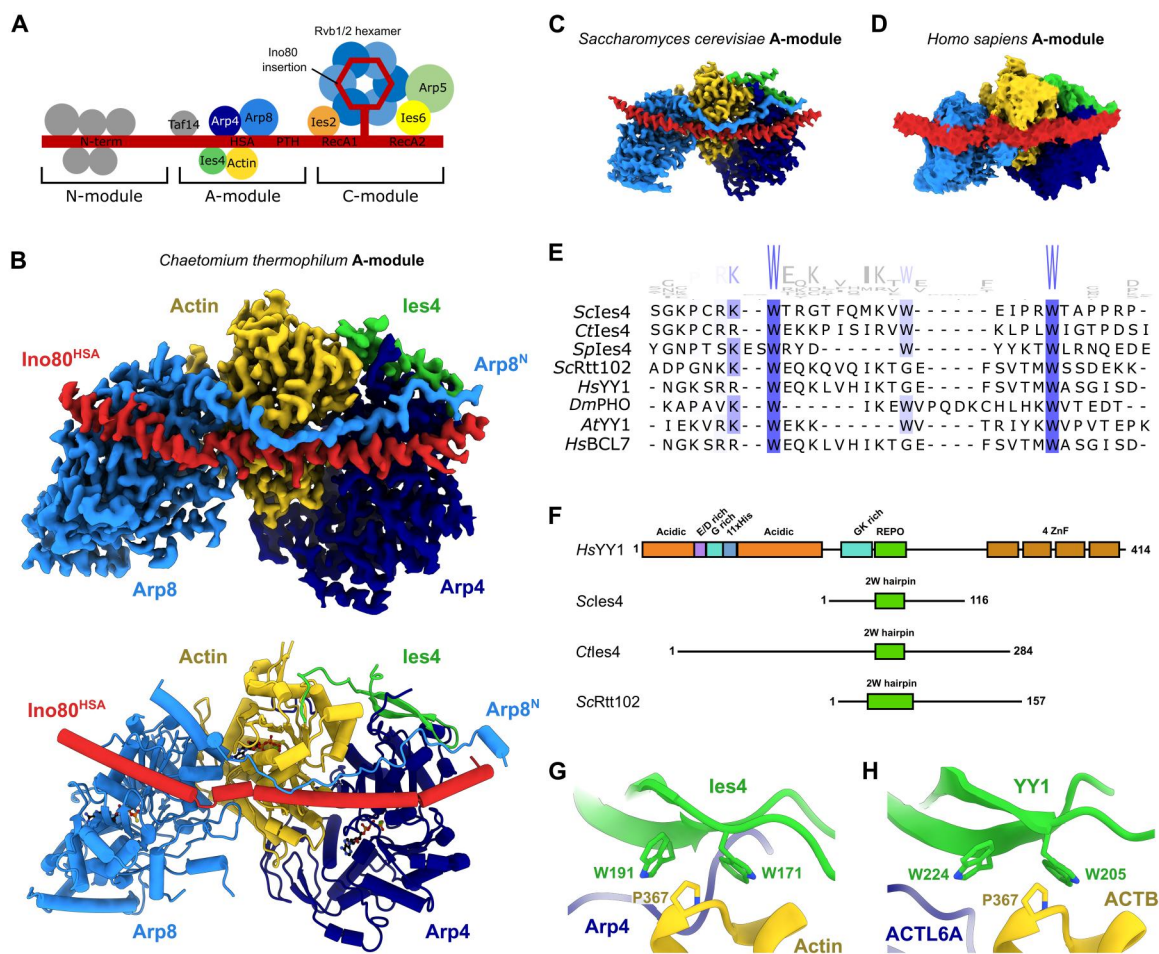 A
Rvb1/2 hexamer
Ino80
insertion
Arp5
Taf14
Arp4
Arp8
Ies2
Ies6
N-term
HSA
PTH
RecA1
RecA2
Ies4
Actin
N-module
A-module
C-module
B
Chaetomium thermophilum A-module
Actin
Ies4
Ino80HSA
Arp8N
Arp8
Arp4
Actin
Ies4
Ino80HSA
Arp8N
Arp8
Arp4
C
Saccharomyces cerevisiae A-module
D
Homo sapiens A-module
E
ScIes4 SGKPCRK--WTRGTFQMKVW-----EIPRWTAPPRP-
CtIes4 SGKPCRR--WEKKPISIRVW-----KLPLWIGTPDSI
SpIes4 YGNPTSKESWRYD-----W-----YYKTWLRNQEDE
ScRtt102 ADPGNKK--WEQKQVQIKTGE----FSVTMWSSDEKK--
HsYY1 -NGKSRR--WEQKQVQIKTLE----FSVTMWASGISD-
DmPHO -KAPAVK--W------IKEWVPQDKCHLHKWVTEDT--
AtYY1 -IEKVRK--WEKK---VWV-----TRIYKWVPVTEPK
HsBCL7 -NGKSRR--WEQKLVHIKTGE----FSVTMWASGISD-
F
HsYY1
1
Acidic
E/D rich
G rich
11xHis
Acidic
GK rich
REPO
4 ZnF
414
ScIes4
1
2W hairpin
116
CtIes4
1
2W hairpin
284
ScRtt102
1
2W hairpin
157
G
Ies4
W191
W171
P367
Arp4
Actin
H
YY1
W224
W205
P367
ACTB
ACTL6A